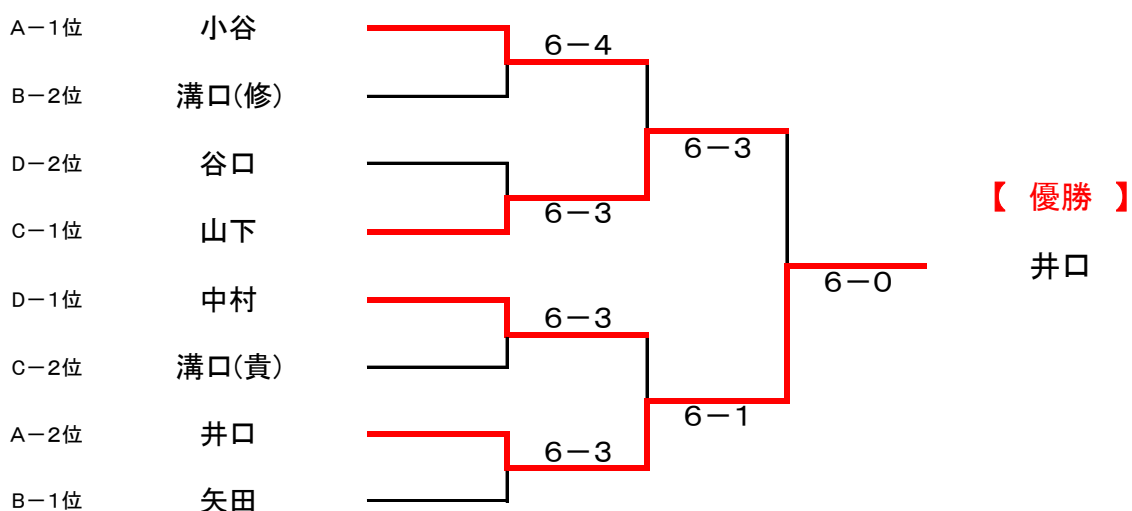 A－1位 小谷
6－4
B－2位 溝口(修)
6－3
D－2位 谷口
【 優勝 】
6－3
C－1位 山下
井口
6－0
D－1位 中村
6－3
C－2位 溝口(貴)
6－1
A－2位 井口
6－3
B－1位 矢田